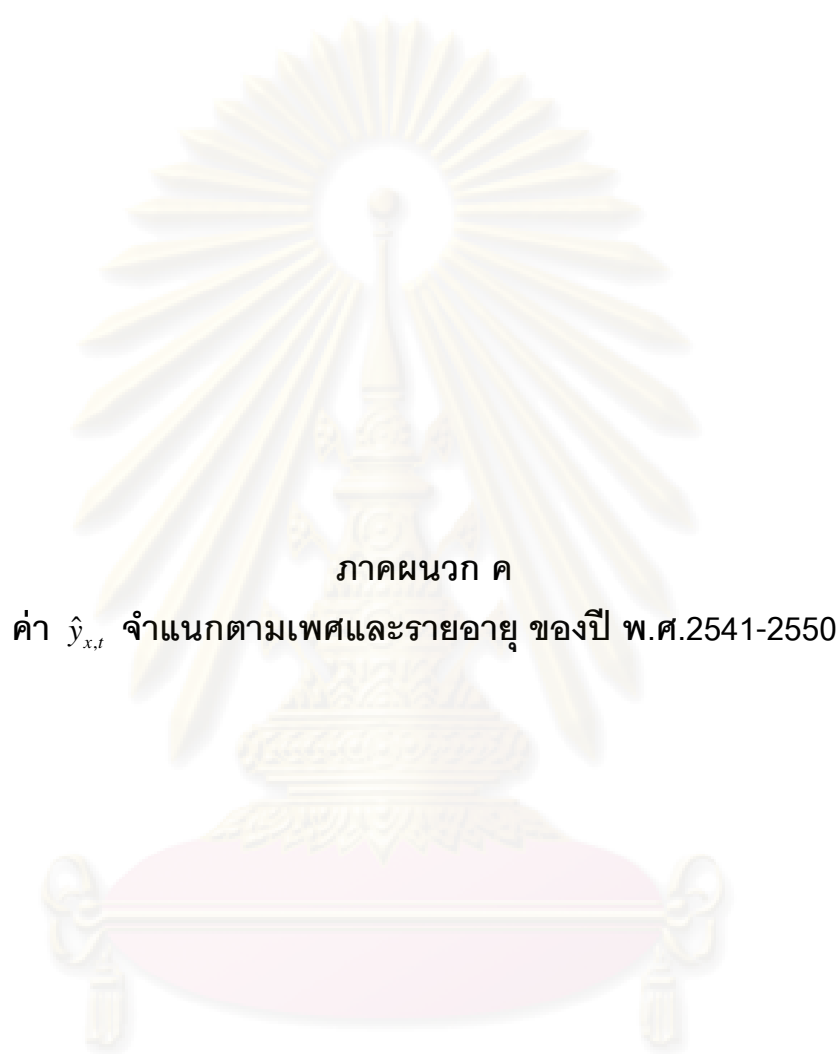 ภาคผนวก ค
ค่า $\hat{y}_{x,t}$ จำแนกตามเพศและรายอายุ ของปี พ.ศ.2541-2550